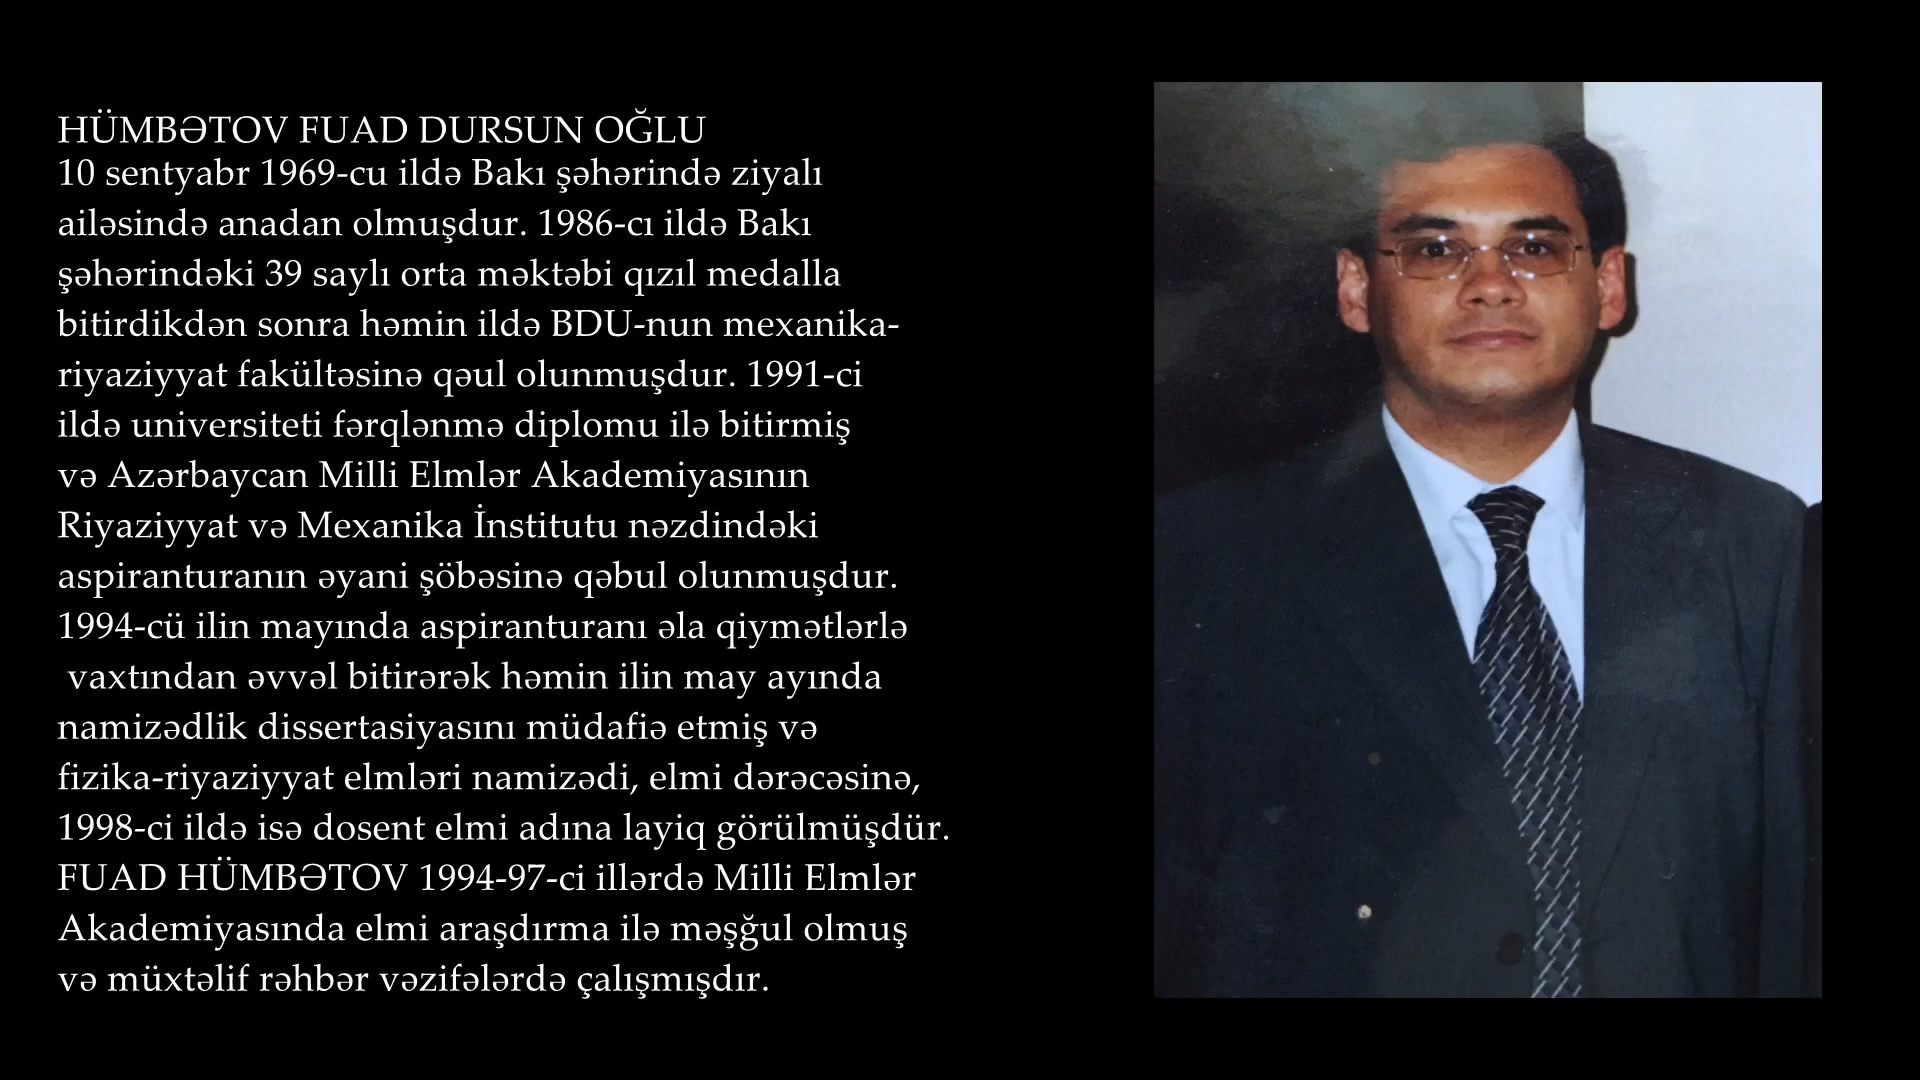 HÜMBƏTOV FUAD DURSUN OĞLU
10 sentyabr 1969-cu ildə Bakı şəhərində ziyalı
ailəsində anadan olmuşdur. 1986-cı ildə Bakı
şəhərindəki 39 saylı orta məktəbi qızıl medalla
bitirdikdən sonra həmin ildə BDU-nun mexanika-
riyaziyyat fakültəsinə qəul olunmuşdur. 1991-ci
ildə universiteti fərqlənmə diplomu ilə bitirmiş
və Azərbaycan Milli Elmlər Akademiyasının
Riyaziyyat və Mexanika İnstitutu nəzdindəki
aspiranturanın əyani şöbəsinə qəbul olunmuşdur.
1994-cü ilin mayında aspiranturanı əla qiymətlərlə
vaxtından əvvəl bitirərək həmin ilin may ayında
namizədlik dissertasiyasını müdafiə etmiş və
fizika-riyaziyyat elmləri namizədi, elmi dərəcəsinə,
1998-ci ildə isə dosent elmi adına layiq görülmüşdür.
FUAD HÜMBƏTOV 1994-97-ci illərdə Milli Elmlər
Akademiyasında elmi araşdırma ilə məşğul olmuş
və müxtəlif rəhbər vəzifələrdə çalışmışdır.